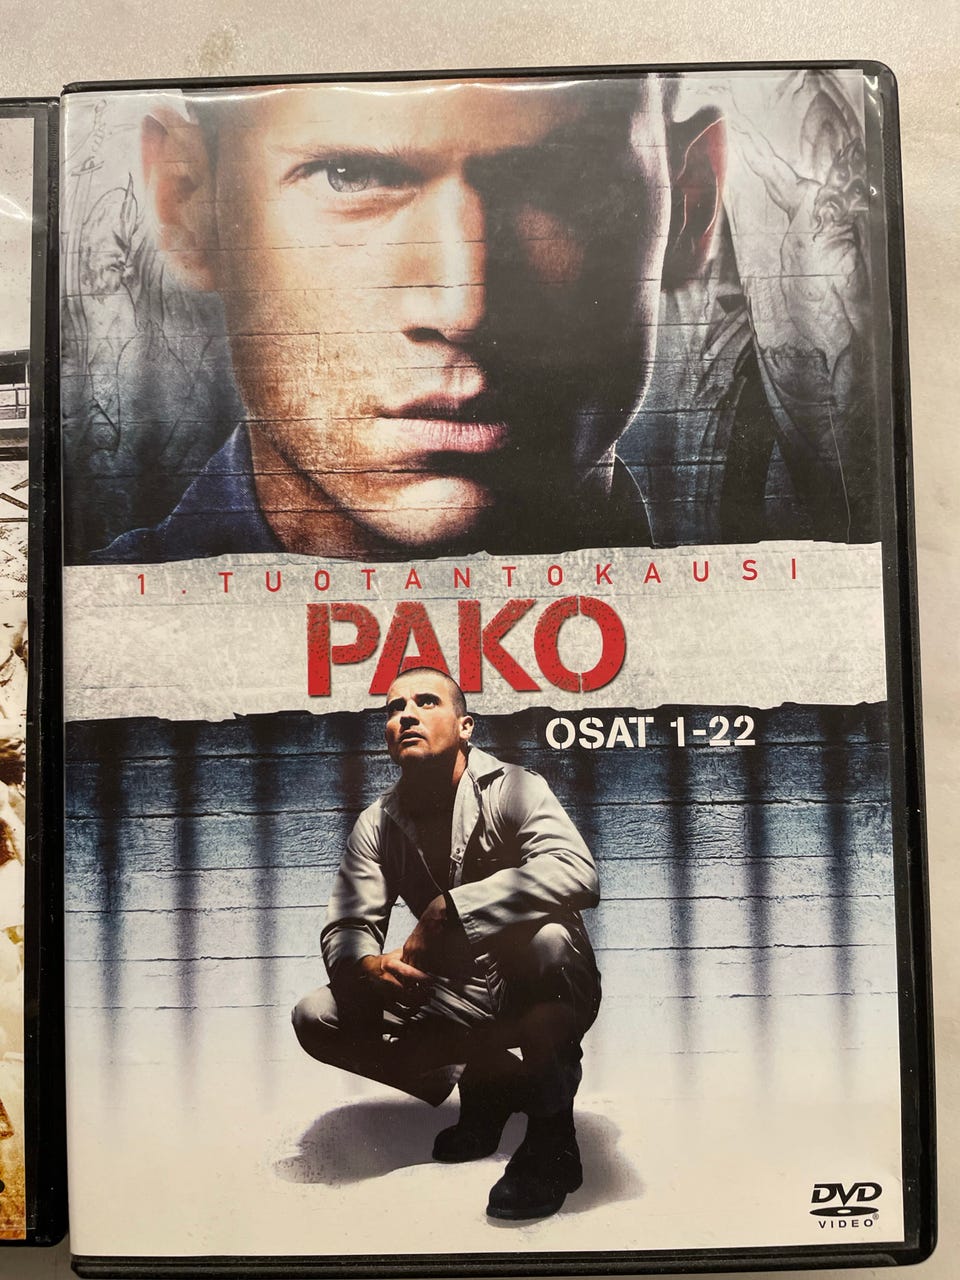 1. TUOTANTOKAUSI
PAKO
OSAT 1-22
DVD
VIDEO